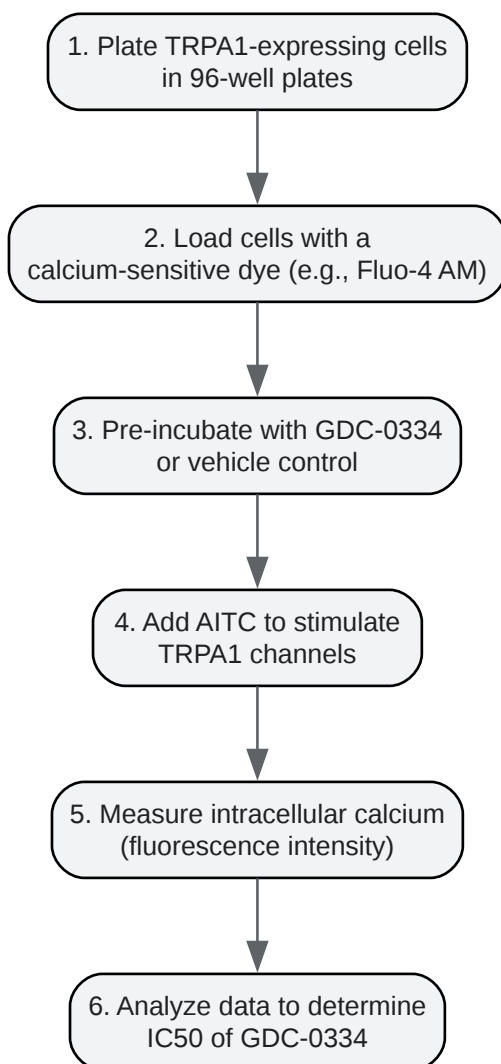 1. Plate TRPA1-expressing cells
in 96-well plates
2. Load cells with a
calcium-sensitive dye (e.g., Fluo-4 AM)
3. Pre-incubate with GDC-0334
or vehicle control
4. Add AITC to stimulate
TRPA1 channels
5. Measure intracellular calcium
(fluorescence intensity)
6. Analyze data to determine
IC50 of GDC-0334